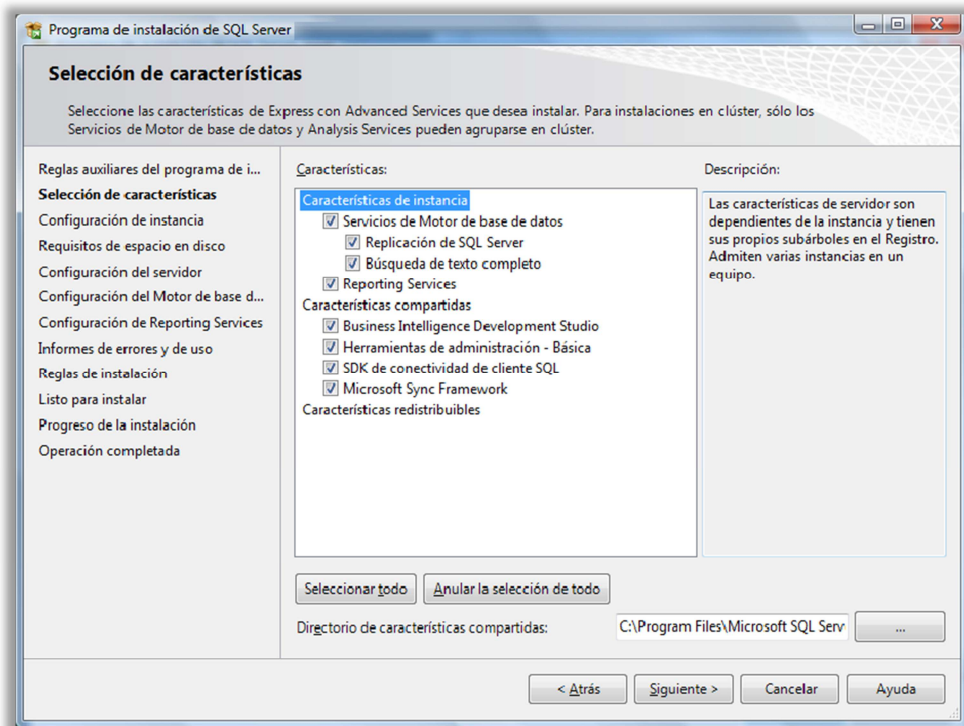 Programa de instalación de SQL Server
Selección de características
Seleccione las características de Express con Advanced Services que desea instalar. Para instalaciones en clúster, sólo los
Servicios de Motor de base de datos y Analysis Services pueden agruparse en clúster.
Reglas auxiliares del programa de i...
Selección de características
Configuración de instancia
Requisitos de espacio en disco
Configuración del servidor
Configuración del Motor de base d...
Configuración de Reporting Services
Informes de errores y de uso
Reglas de instalación
Listo para instalar
Progreso de la instalación
Operación completada
Características:
Características de instancia
Servicios de Motor de base de datos
Replicación de SQL Server
Búsqueda de texto completo
Reporting Services
Características compartidas
Business Intelligence Development Studio
Herramientas de administración - Básica
SDK de conectividad de cliente SQL
Microsoft Sync Framework
Características redistribuibles
Descripción:
Las características de servidor son
dependientes de la instancia y tienen
sus propios subárboles en el Registro.
Admiten varias instancias en un
equipo.
Seleccionar todo
Anular la selección de todo
Directorio de características compartidas:
C:\Program Files\Microsoft SQL Serv
...
< Atrás
Siguiente >
Cancelar
Ayuda